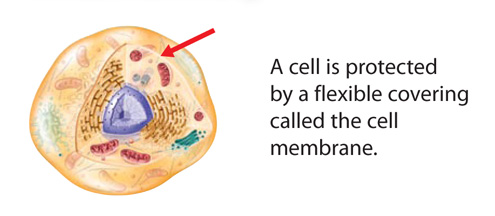 A cell is protected
by a flexible covering
called the cell
membrane.